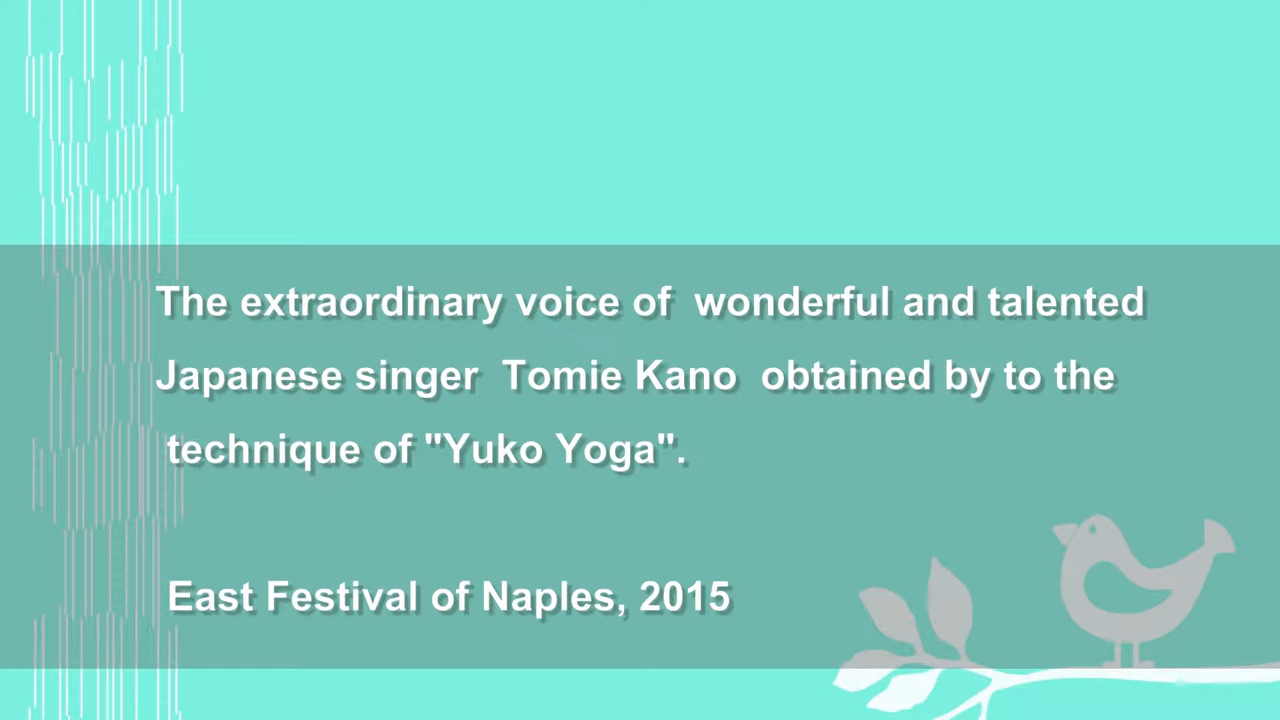 The extraordinary voice of  wonderful and talented
Japanese singer  Tomie Kano  obtained by to the
technique of "Yuko Yoga".
East Festival of Naples, 2015